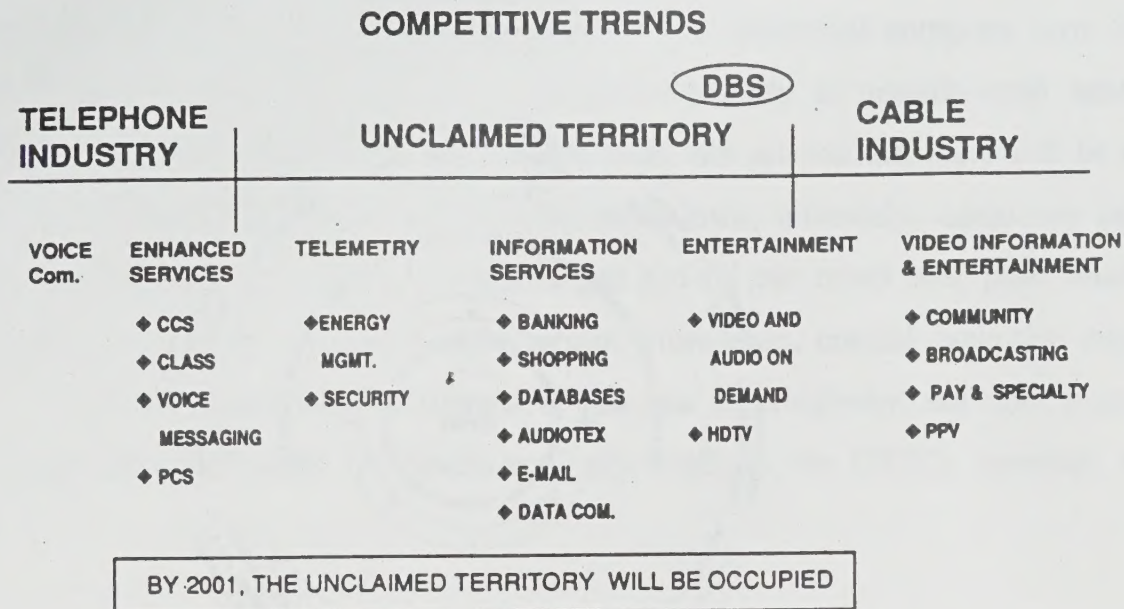 COMPETITIVE TRENDS
DBS
TELEPHONE
INDUSTRY
UNCLAIMED TERRITORY
CABLE
INDUSTRY
VOICE
Com.
ENHANCED
SERVICES
◆ CCS
◆ CLASS
◆ VOICE
MESSAGING
◆ PCS
TELEMETRY
◆ ENERGY
MGMT.
◆ SECURITY
INFORMATION
SERVICES
◆ BANKING
◆ SHOPPING
◆ DATABASES
◆ AUDIOTEX
◆ E-MAIL
◆ DATA COM.
ENTERTAINMENT
◆ VIDEO AND
AUDIO ON
DEMAND
◆ HDTV
VIDEO INFORMATION
& ENTERTAINMENT
◆ COMMUNITY
◆ BROADCASTING
◆ PAY & SPECIALTY
◆ PPV
BY 2001, THE UNCLAIMED TERRITORY WILL BE OCCUPIED